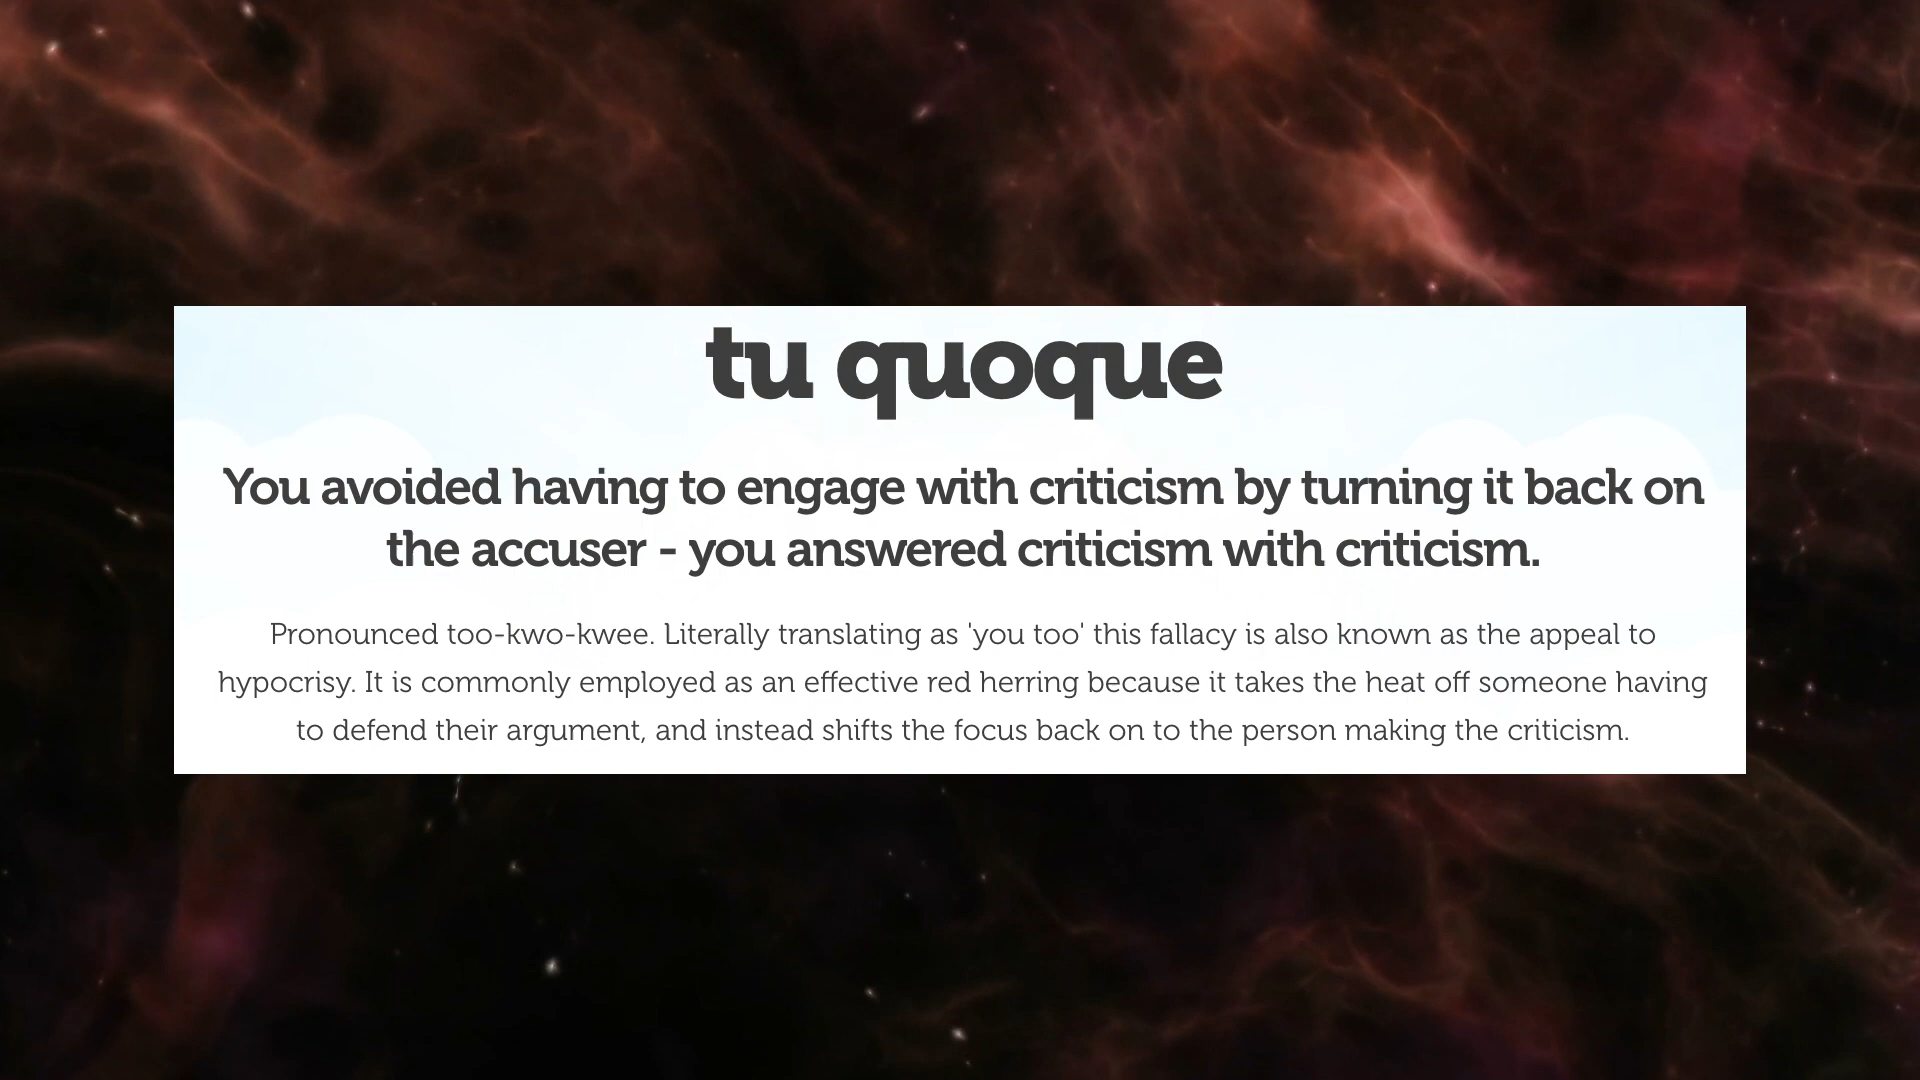 tu quoque
You avoided having to engage with criticism by turning it back on
the accuser - you answered criticism with criticism.
Pronounced too-kwo-kwee. Literally translating as 'you too' this fallacy is also known as the appeal to
hypocrisy. It is commonly employed as an effective red herring because it takes the heat off someone having
to defend their argument, and instead shifts the focus back on to the person making the criticism.